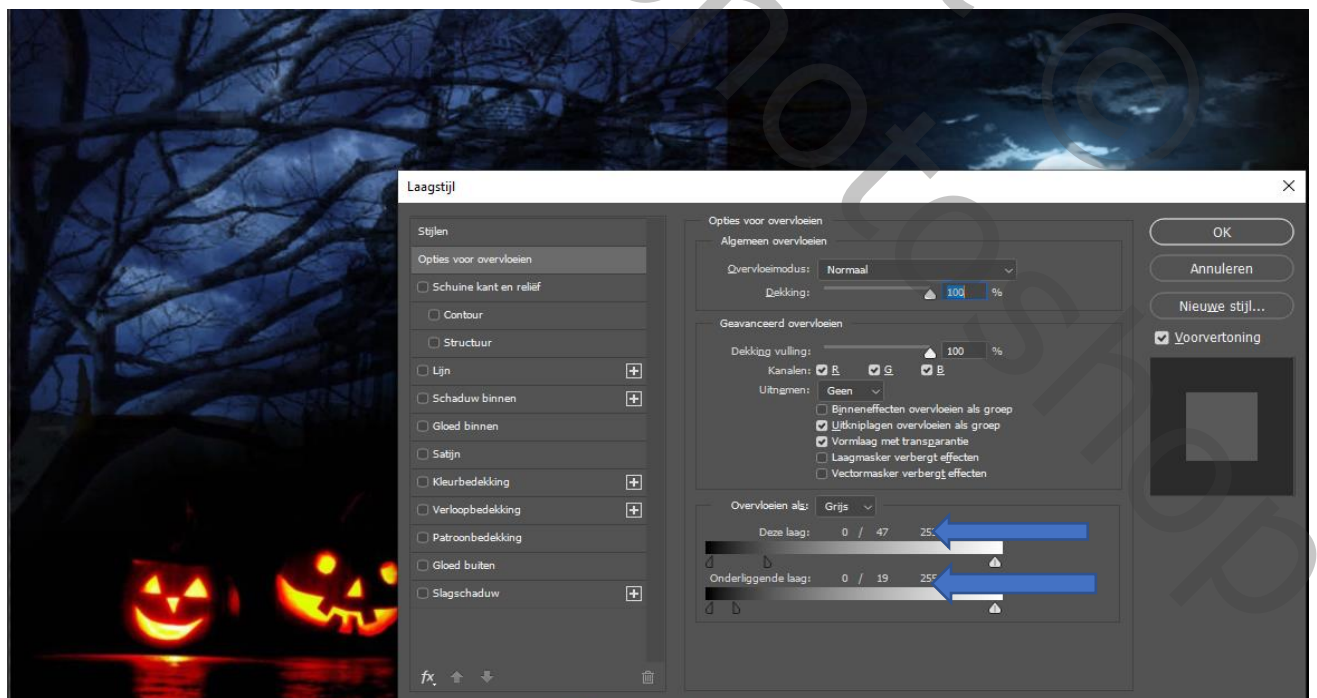 Laagstijl
Stijlen
Opties voor overvloeien
Schuine kant en reliëf
Contour
Structuur
Lijn
Schaduw binnen
Gloed binnen
Satijn
Kleurbedekking
Verloopbedekking
Patroonbedekking
Gloed buiten
Slagschaduw
fx
Opties voor overvloeien
Algemeen overvloeien
Overvloeimodus: Normaal
Dekking: 100 %
Geavanceerd overvloeien
Dekking vulling: 100 %
Kanalen: R G B
Uitnemen: Geen
Binneneffecten overvloeien als groep
Uitkniplagen overvloeien als groep
Vormlaag met transparantie
Laagmasker verbergt effecten
Vectormasker verbergt effecten
Overvloeien als: Grijs
Deze laag: 0 / 47
Onderliggende laag: 0 / 19 255
OK
Annuleren
Nieuwe stijl...
Voorvertoning